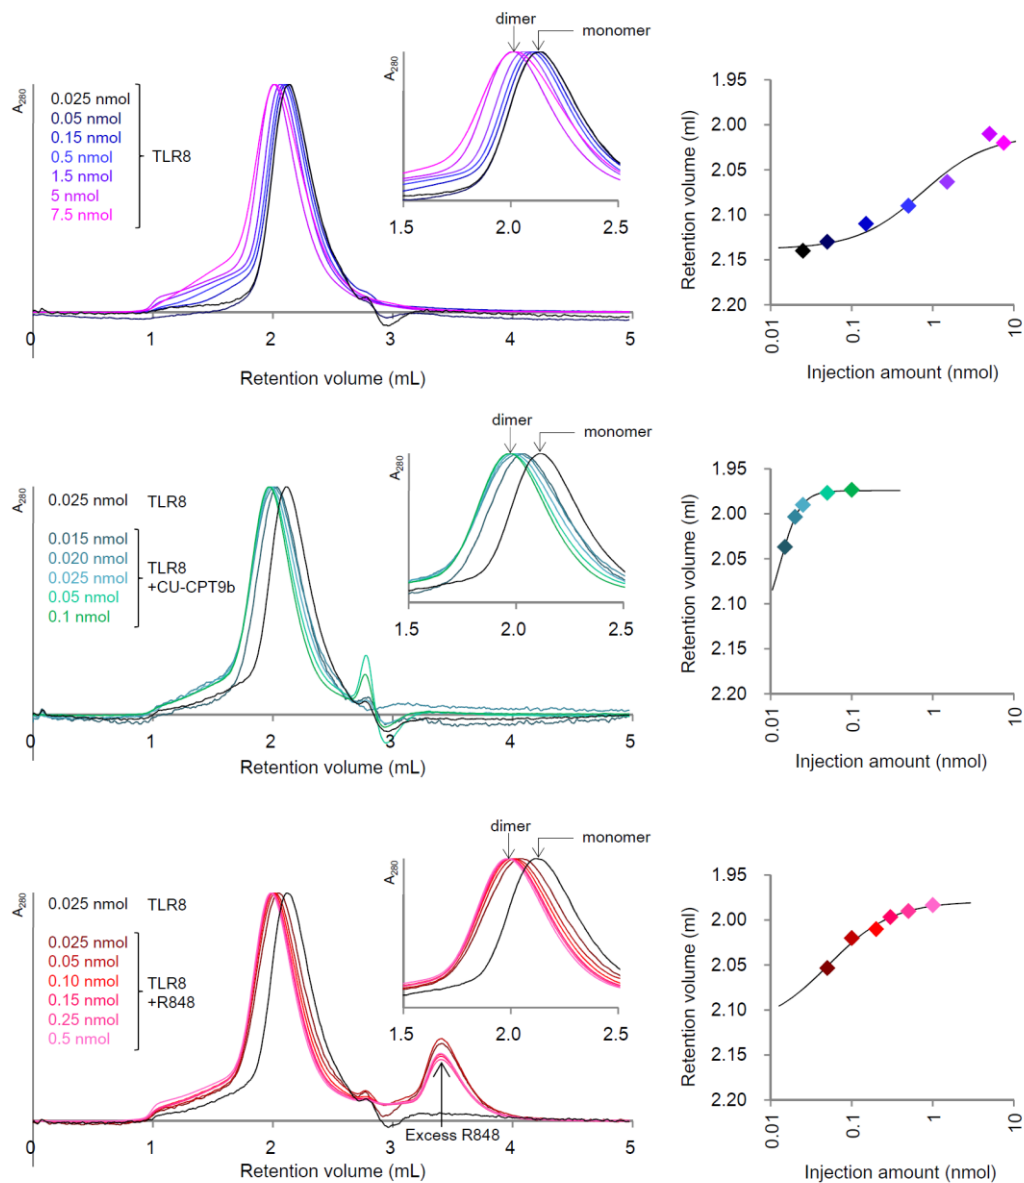 dimer
monomer
A280
0.025 nmol
0.05 nmol
0.15 nmol
0.5 nmol
1.5 nmol
5 nmol
7.5 nmol
TLR8
A280
1.5 2.0 2.5
0 1 2 3 4 5
Retention volume (mL)
Retention volume (ml)
1.95
2.00
2.05
2.10
2.15
2.20
0.01 0.1 1 10
Injection amount (nmol)
dimer
monomer
A280
0.025 nmol TLR8
0.015 nmol
0.020 nmol
0.025 nmol
0.05 nmol
0.1 nmol
TLR8
+CU-CPT9b
A280
1.5 2.0 2.5
0 1 2 3 4 5
Retention volume (mL)
Retention volume (ml)
1.95
2.00
2.05
2.10
2.15
2.20
0.01 0.1 1 10
Injection amount (nmol)
dimer
monomer
A280
0.025 nmol TLR8
0.025 nmol
0.05 nmol
0.10 nmol
0.15 nmol
0.25 nmol
0.5 nmol
TLR8
+R848
A280
1.5 2.0 2.5
Excess R848
0 1 2 3 4 5
Retention volume (mL)
Retention volume (ml)
1.95
2.00
2.05
2.10
2.15
2.20
0.01 0.1 1 10
Injection amount (nmol)